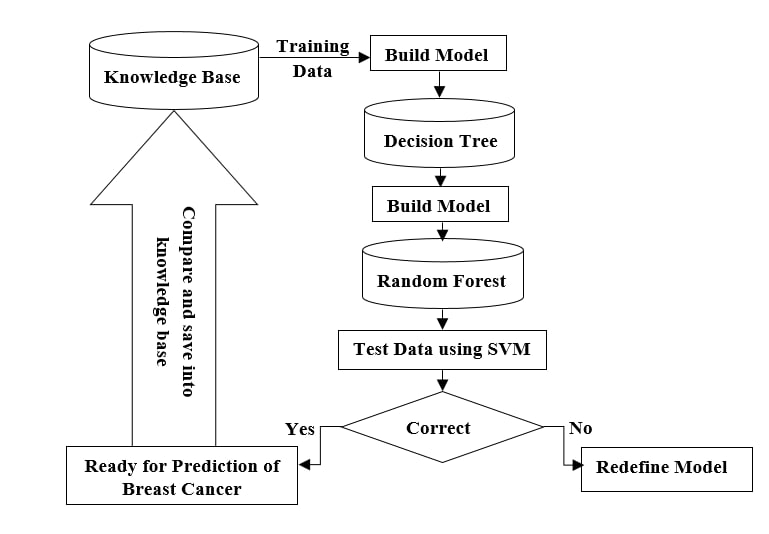 Knowledge Base
Training
Data
Build Model
Decision Tree
Build Model
Random Forest
Test Data using SVM
Correct
Yes
No
Ready for Prediction of
Breast Cancer
Redefine Model
Compare and save into
knowledge base